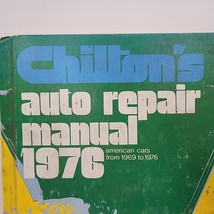 Chilton's
auto repair
manual
1976
american cars
from 1969 to 1976